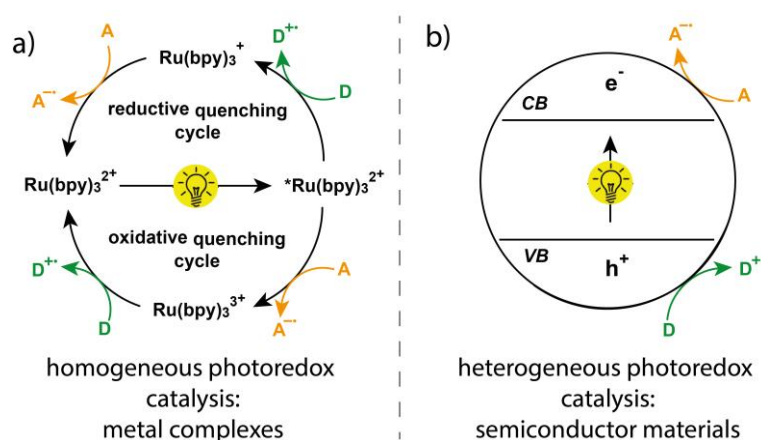 a)
A
Ru(bpy)₃⁺
D⁺•
A⁻•
D
reductive quenching
cycle
Ru(bpy)₃²⁺
*Ru(bpy)₃²⁺
oxidative quenching
cycle
D⁺•
A
D
Ru(bpy)₃³⁺
A⁻•
homogeneous photoredox
catalysis:
metal complexes
b)
A⁻•
e⁻
CB
A
VB
h⁺
D⁺
D
heterogeneous photoredox
catalysis:
semiconductor materials